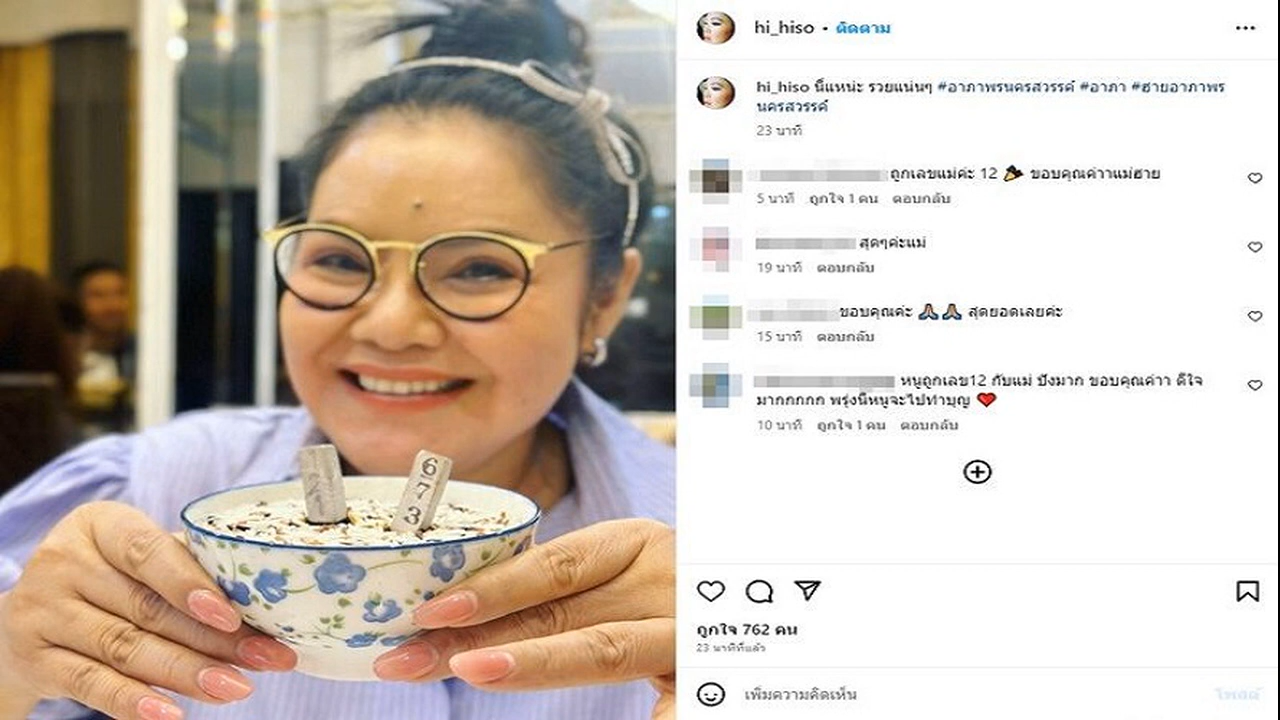 hi_hiso • ติดตาม
hi_hiso นี้แหน่ะ รวยแน่นๆ #อาภาพรนครสวรรค์ #อาภา #ฮายอาภาพร
นครสวรรค์
23 นาที
ถูกเลขแม่ค่ะ 12 🎉 ขอบคุณค่าาแม่ฮาย
5 นาที ถูกใจ 1 คน ตอบกลับ
สุดๆค่ะแม่
19 นาที ตอบกลับ
ขอบคุณค่ะ 🙏🙏 สุดยอดเลยค่ะ
15 นาที ตอบกลับ
หนูถูกเลข12 กับแม่ ปังมาก ขอบคุณค่าา ดีใจ
มากกกกก พรุ่งนี้หนูจะไปทำบุญ ❤️
10 นาที ถูกใจ 1 คน ตอบกลับ
ถูกใจ 762 คน
23 นาทีที่แล้ว
เพิ่มความคิดเห็น
โพสต์
6
7
3